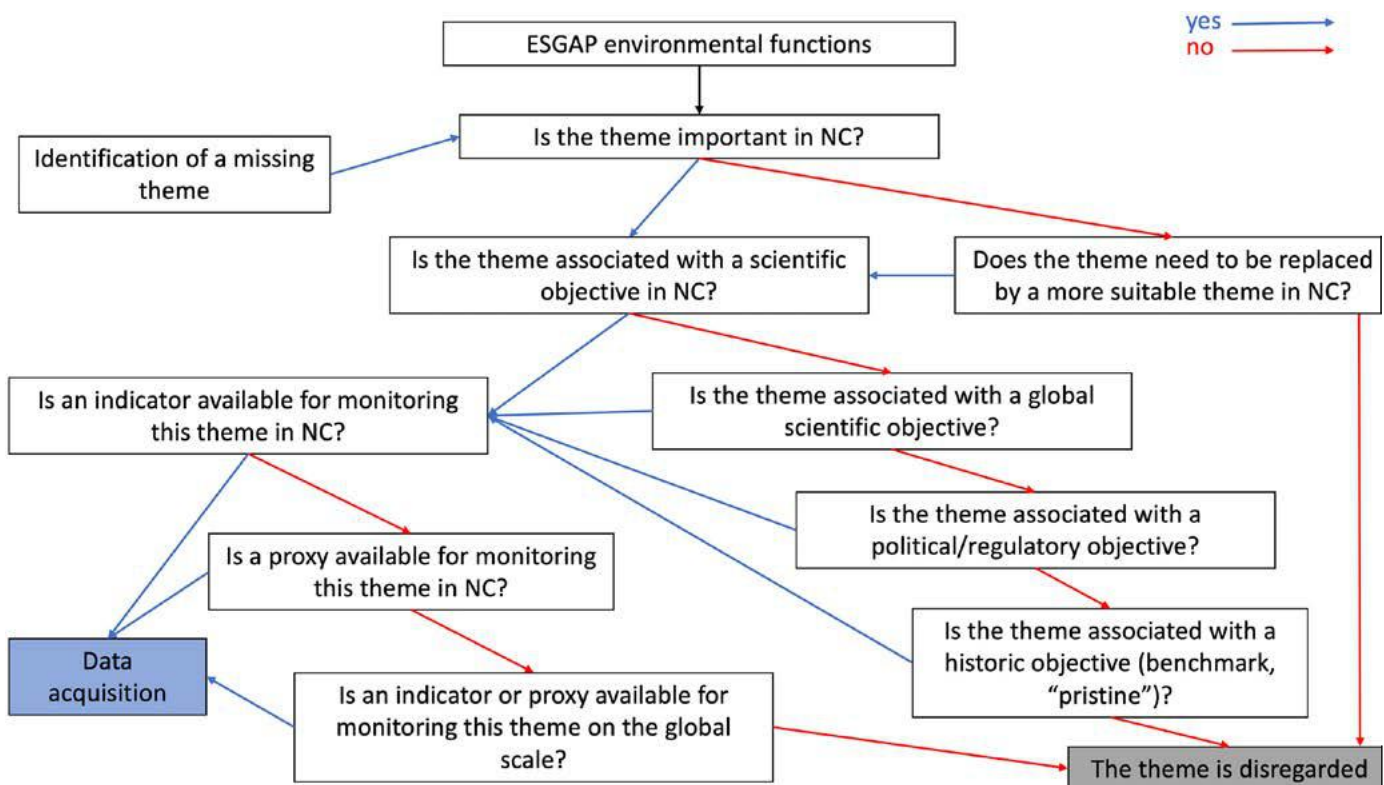 ESGAP environmental functions
yes
no
Is the theme important in NC?
Identification of a missing
theme
Is the theme associated with a scientific
objective in NC?
Does the theme need to be replaced
by a more suitable theme in NC?
Is an indicator available for monitoring
this theme in NC?
Is the theme associated with a global
scientific objective?
Is the theme associated with a
political/regulatory objective?
Is a proxy available for monitoring
this theme in NC?
Is the theme associated with a
historic objective (benchmark,
“pristine”)?
Data
acquisition
Is an indicator or proxy available for
monitoring this theme on the global
scale?
The theme is disregarded